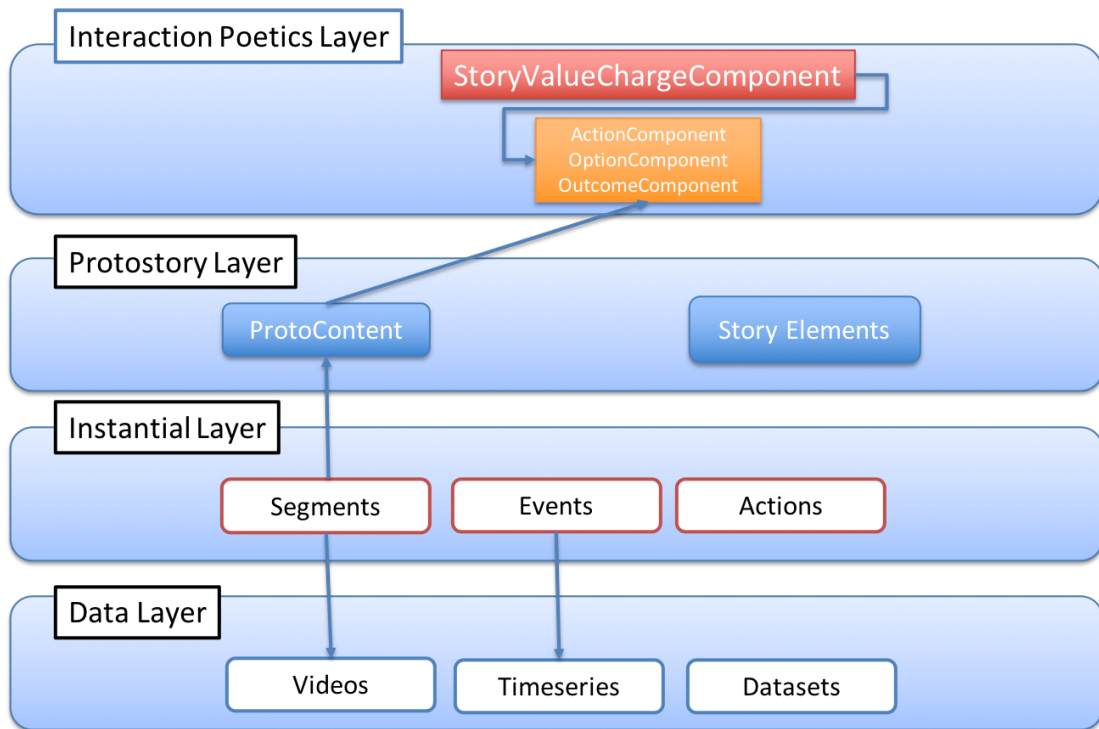 Interaction Poetics Layer
StoryValueChargeComponent
ActionComponent
OptionComponent
OutcomeComponent
Protostory Layer
ProtoContent
Story Elements
Instantial Layer
Segments
Events
Actions
Data Layer
Videos
Timeseries
Datasets